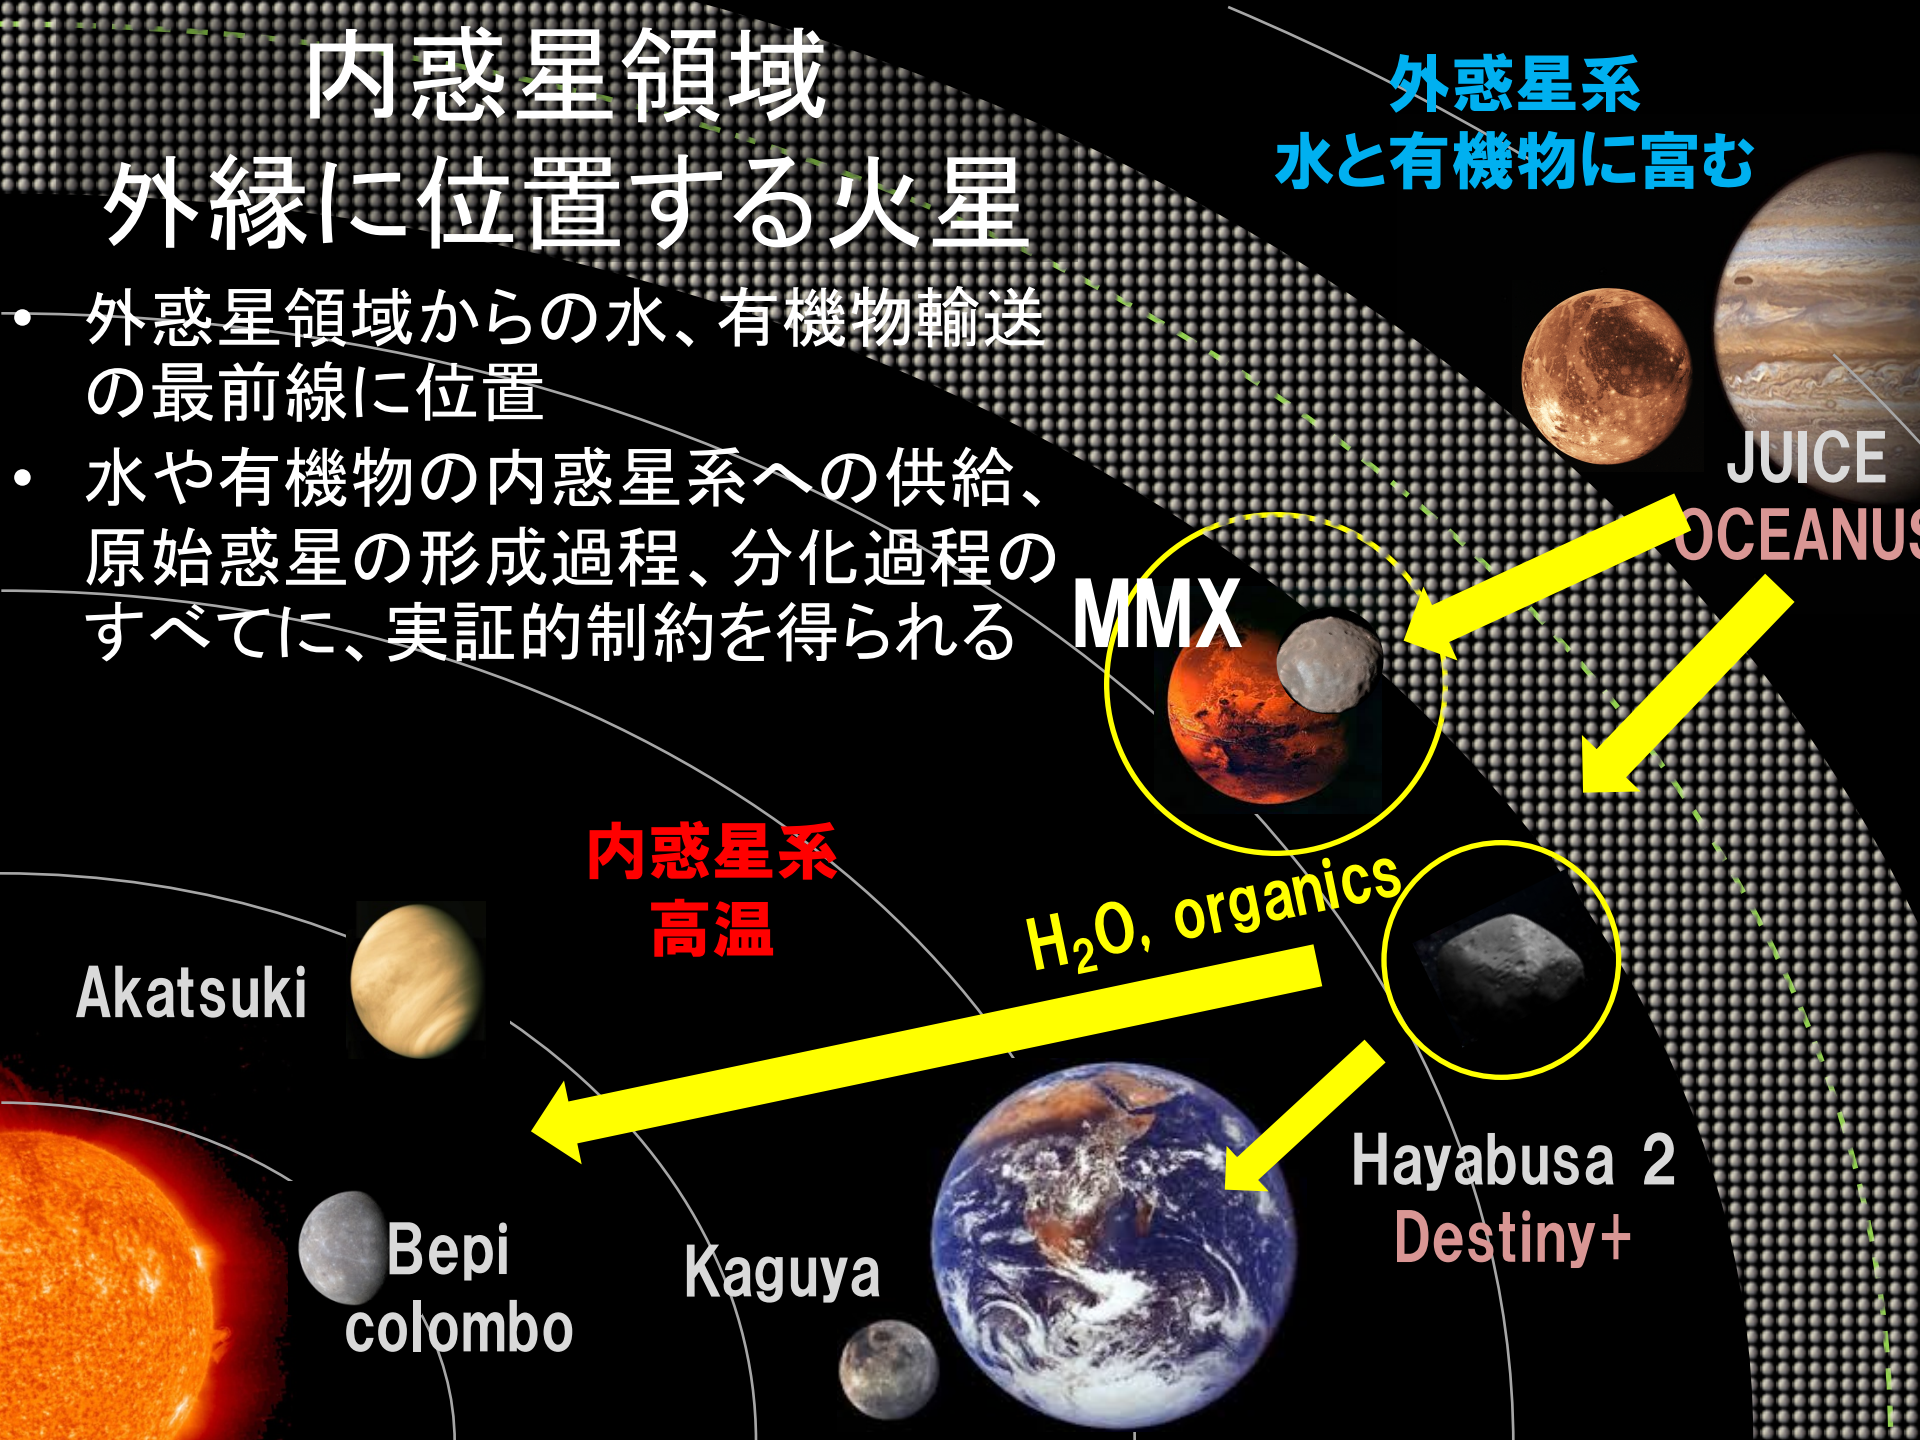 内惑星領域
外縁に位置する火星
• 外惑星領域からの水、有機物輸送
の最前線に位置
• 水や有機物の内惑星系への供給、
原始惑星の形成過程、分化過程の
すべてに、実証的制約を得られる
外惑星系
水と有機物に富む
JUICE
OCEANUS
MMX
内惑星系
高温
H₂O, organics
Akatsuki
Bepi
colombo
Kaguya
Hayabusa 2
Destiny+